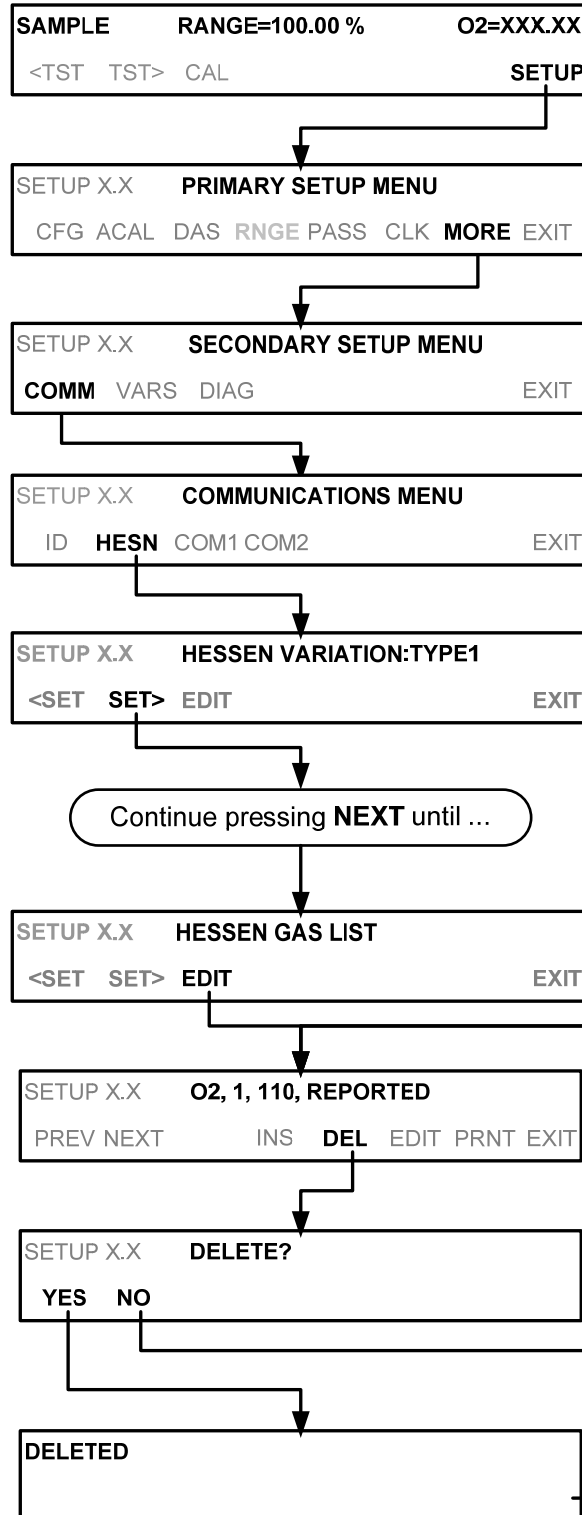 SAMPLE RANGE=100.00 % O2=XXX.XX
<TST TST> CAL SETUP
SETUP X.X PRIMARY SETUP MENU
CFG ACAL DAS RNGE PASS CLK MORE EXIT
SETUP X.X SECONDARY SETUP MENU
COMM VARS DIAG EXIT
SETUP X.X COMMUNICATIONS MENU
ID HESN COM1 COM2 EXIT
SETUP X.X HESSEN VARIATION:TYPE1
<SET SET> EDIT EXIT
Continue pressing NEXT until ...
SETUP X.X HESSEN GAS LIST
<SET SET> EDIT EXIT
SETUP X.X O2, 1, 110, REPORTED
PREV NEXT INS DEL EDIT PRNT EXIT
SETUP X.X DELETE?
YES NO
DELETED